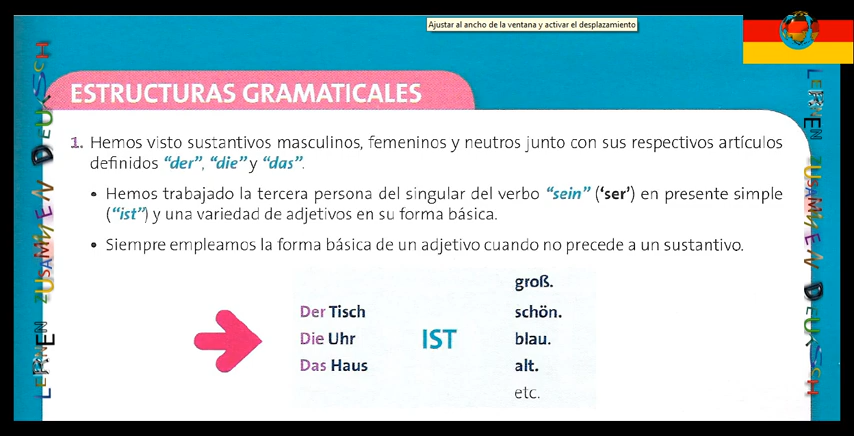 Ajustar al ancho de la ventana y activar el desplazamiento
ESTRUCTURAS GRAMATICALES
1. Hemos visto sustantivos masculinos, femeninos y neutros junto con sus respectivos artículos
definidos “der”, “die” y “das”.
• Hemos trabajado la tercera persona del singular del verbo “sein” (‘ser’) en presente simple
(“ist”) y una variedad de adjetivos en su forma básica.
• Siempre empleamos la forma básica de un adjetivo cuando no precede a un sustantivo.
groß.
Der Tisch schön.
Die Uhr IST blau.
Das Haus alt.
etc.
LERNEN ZUSAMMEN
LERNEN ZUSAMMEN